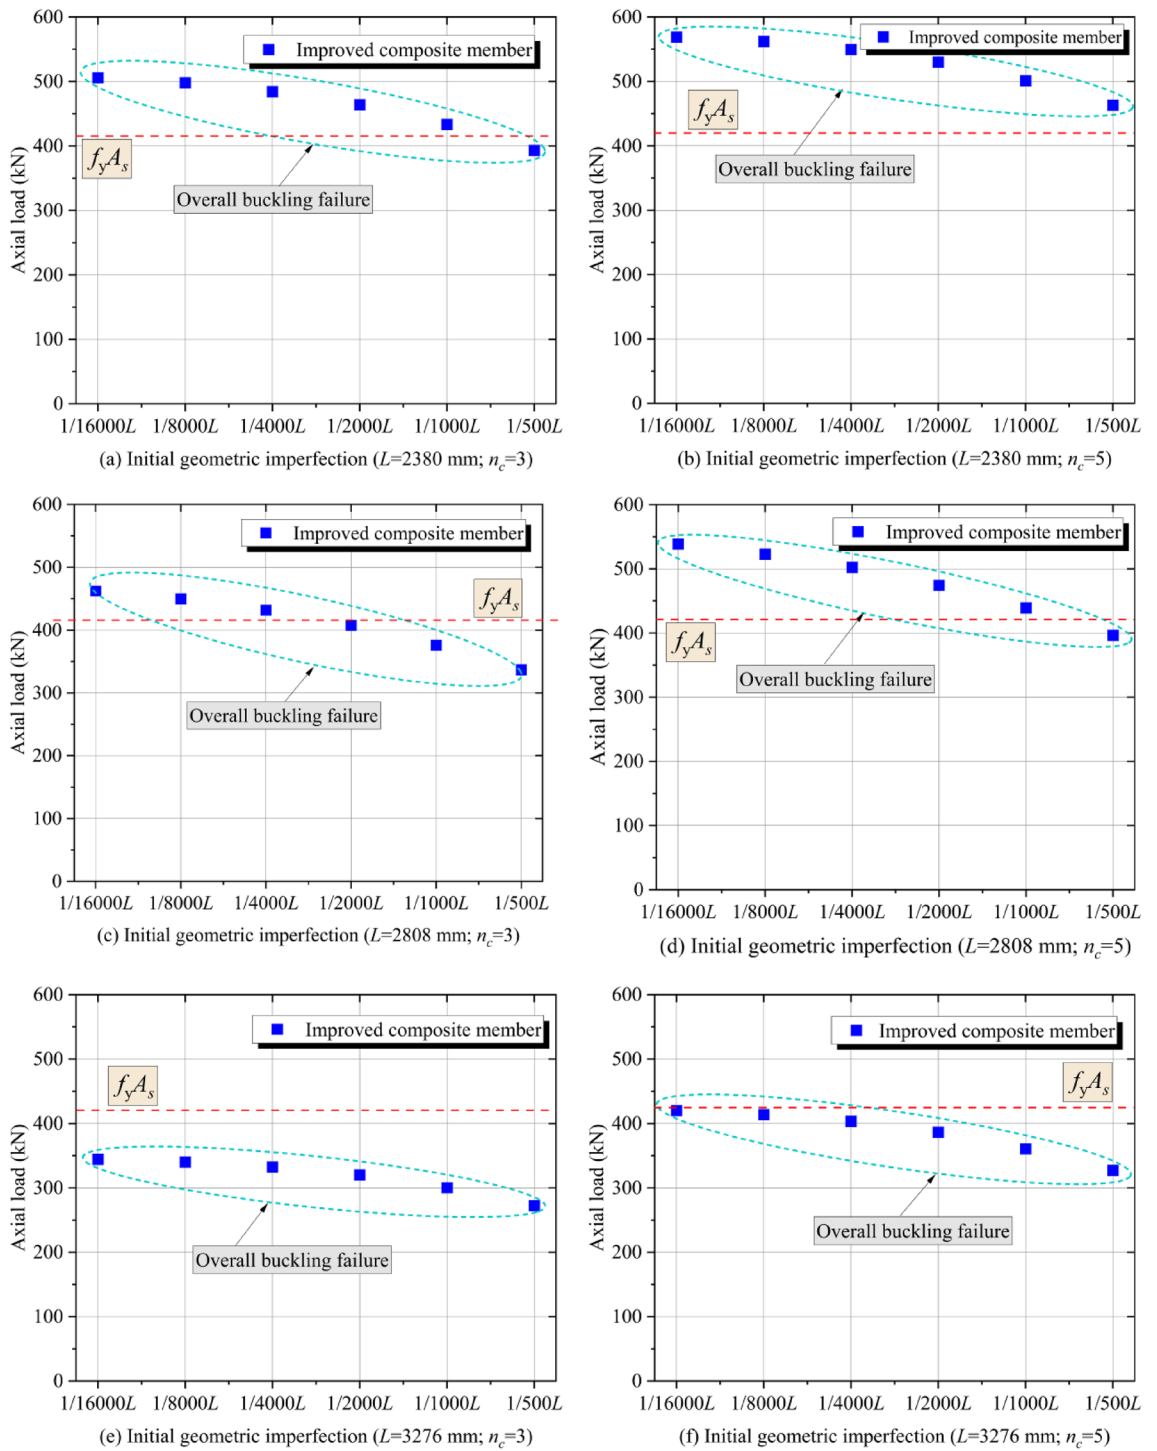 600
500
400
300
200
100
0
Axial load (kN)
Improved composite member
fyAs
Overall buckling failure
1/16000L 1/8000L 1/4000L 1/2000L 1/1000L 1/500L
(a) Initial geometric imperfection (L=2380 mm; nc=3)
600
500
400
300
200
100
0
Axial load (kN)
Improved composite member
fyAs
Overall buckling failure
1/16000L 1/8000L 1/4000L 1/2000L 1/1000L 1/500L
(b) Initial geometric imperfection (L=2380 mm; nc=5)
600
500
400
300
200
100
0
Axial load (kN)
Improved composite member
fyAs
Overall buckling failure
1/16000L 1/8000L 1/4000L 1/2000L 1/1000L 1/500L
(c) Initial geometric imperfection (L=2808 mm; nc=3)
600
500
400
300
200
100
0
Axial load (kN)
Improved composite member
fyAs
Overall buckling failure
1/16000L 1/8000L 1/4000L 1/2000L 1/1000L 1/500L
(d) Initial geometric imperfection (L=2808 mm; nc=5)
600
500
400
300
200
100
0
Axial load (kN)
Improved composite member
fyAs
Overall buckling failure
1/16000L 1/8000L 1/4000L 1/2000L 1/1000L 1/500L
(e) Initial geometric imperfection (L=3276 mm; nc=3)
600
500
400
300
200
100
0
Axial load (kN)
Improved composite member
fyAs
Overall buckling failure
1/16000L 1/8000L 1/4000L 1/2000L 1/1000L 1/500L
(f) Initial geometric imperfection (L=3276 mm; nc=5)